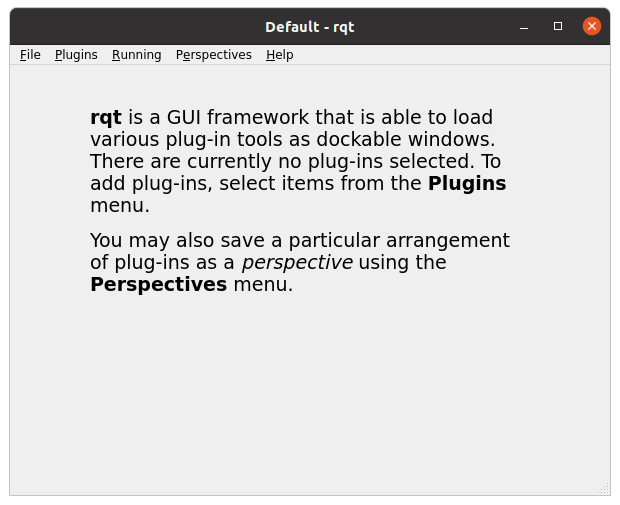 Default - rqt
File Plugins Running Perspectives Help
rqt is a GUI framework that is able to load
various plug-in tools as dockable windows.
There are currently no plug-ins selected. To
add plug-ins, select items from the Plugins
menu.
You may also save a particular arrangement
of plug-ins as a perspective using the
Perspectives menu.